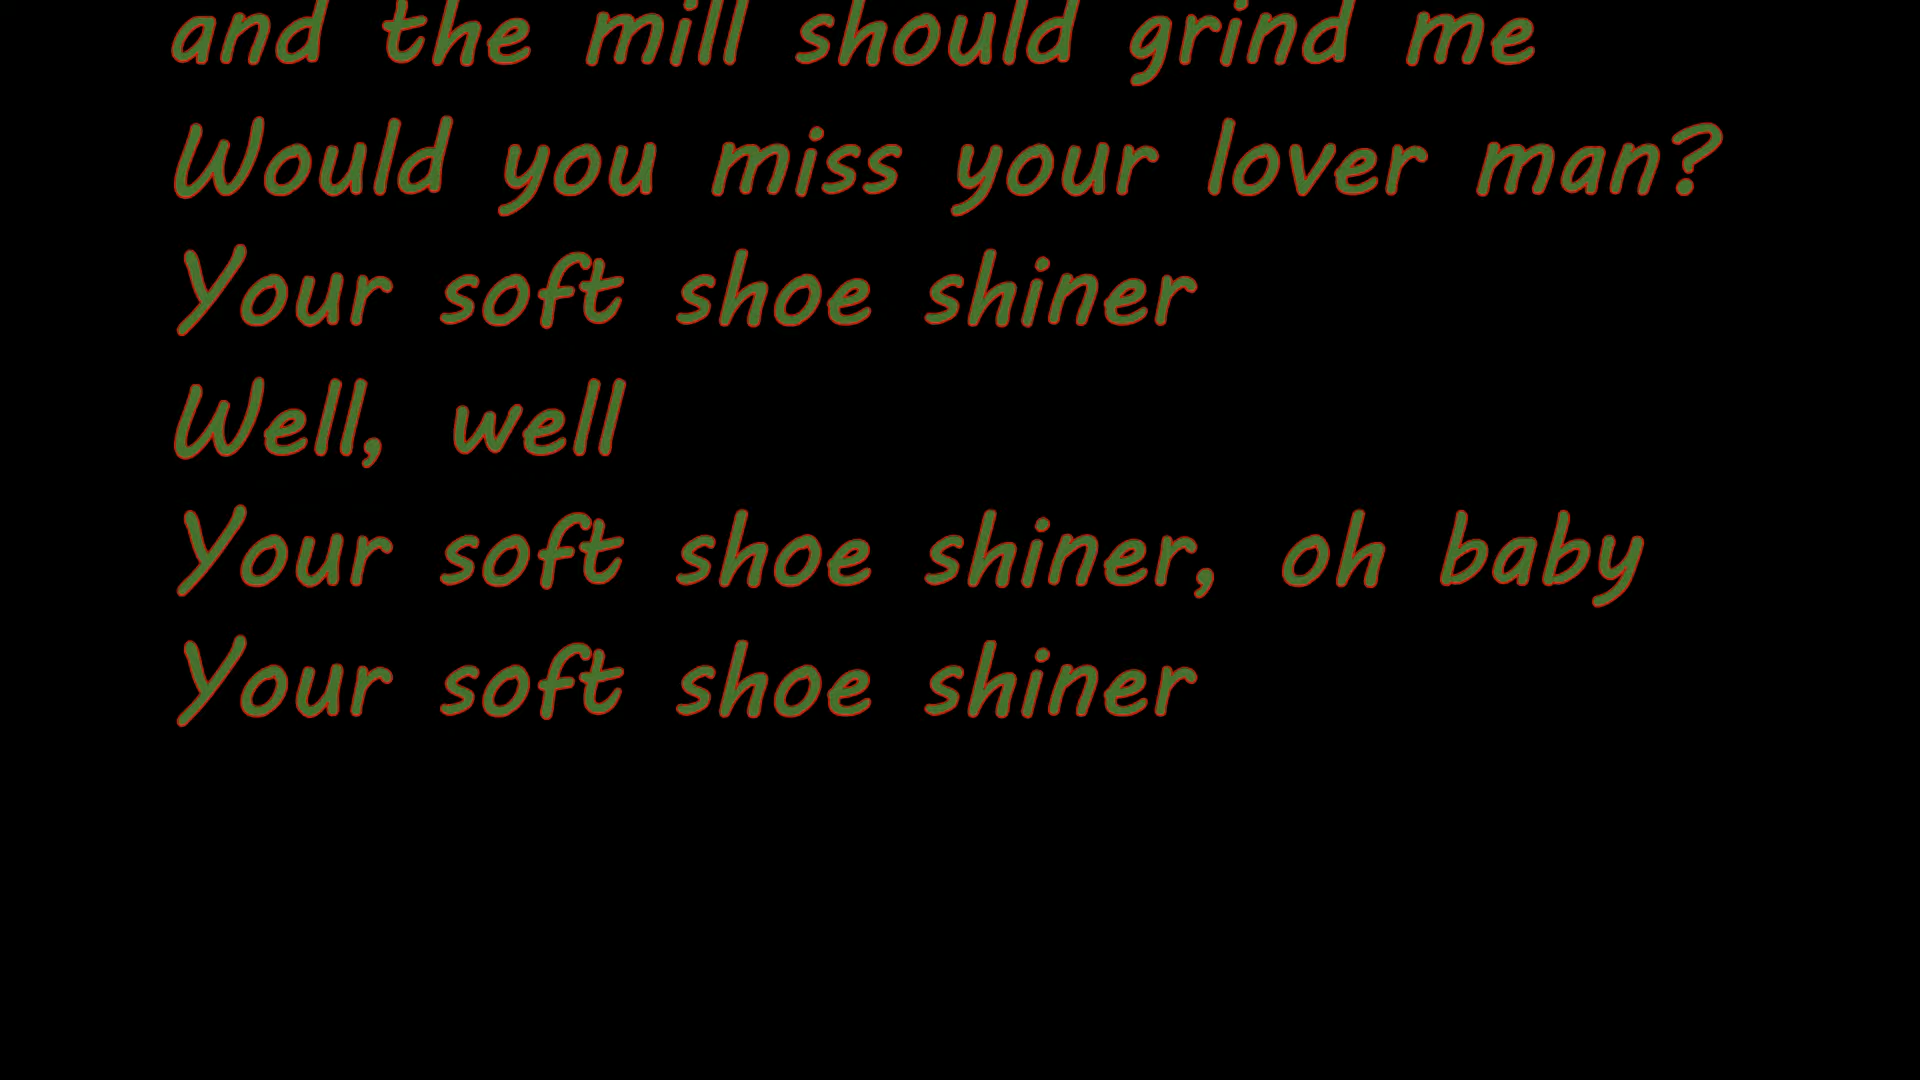 and the mill should grind me
Would you miss your lover man?
Your soft shoe shiner
Well, well
Your soft shoe shiner, oh baby
Your soft shoe shiner